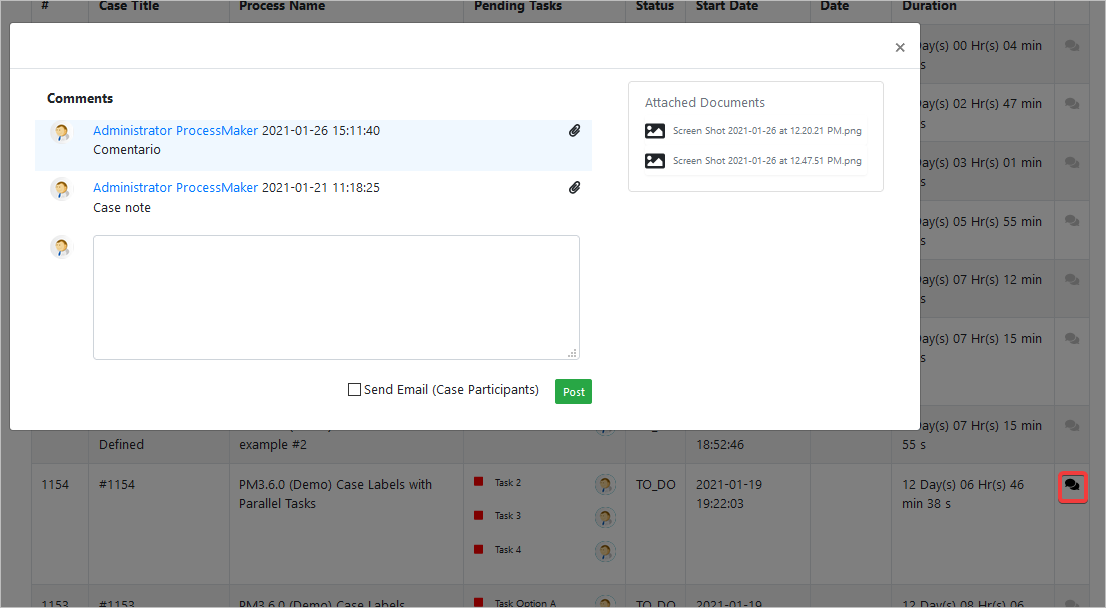 # Case Title Process Name Pending Tasks Status Start Date Date Duration
×
Comments
Administrator ProcessMaker 2021-01-26 15:11:40
Comentario
Administrator ProcessMaker 2021-01-21 11:18:25
Case note
Send Email (Case Participants) Post
Attached Documents
Screen Shot 2021-01-26 at 12.20.21 PM.png
Screen Shot 2021-01-26 at 12.47.51 PM.png
Day(s) 00 Hr(s) 04 min
s
Day(s) 02 Hr(s) 47 min
s
Day(s) 03 Hr(s) 01 min
s
Day(s) 05 Hr(s) 55 min
s
Day(s) 07 Hr(s) 12 min
s
Day(s) 07 Hr(s) 15 min
s
Day(s) 07 Hr(s) 15 min
Defined example #2 18:52:46 55 s
1154 #1154 PM3.6.0 (Demo) Case Labels with Task 2 TO_DO 2021-01-19 12 Day(s) 06 Hr(s) 46
Parallel Tasks 19:22:03 min 38 s
Task 3
Task 4
1153 #1153 PM3.6.0 (Demo) Case Labels Task Option A TO_DO 2021-01-19 12 Day(s) 08 Hr(s) 06